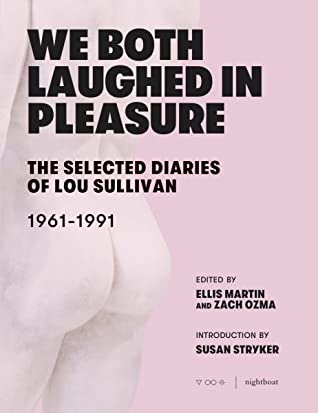 WE BOTH
LAUGHED IN
PLEASURE
THE SELECTED DIARIES
OF LOU SULLIVAN
1961-1991
EDITED BY
ELLIS MARTIN
AND ZACH OZMA
INTRODUCTION BY
SUSAN STRYKER
nightboat